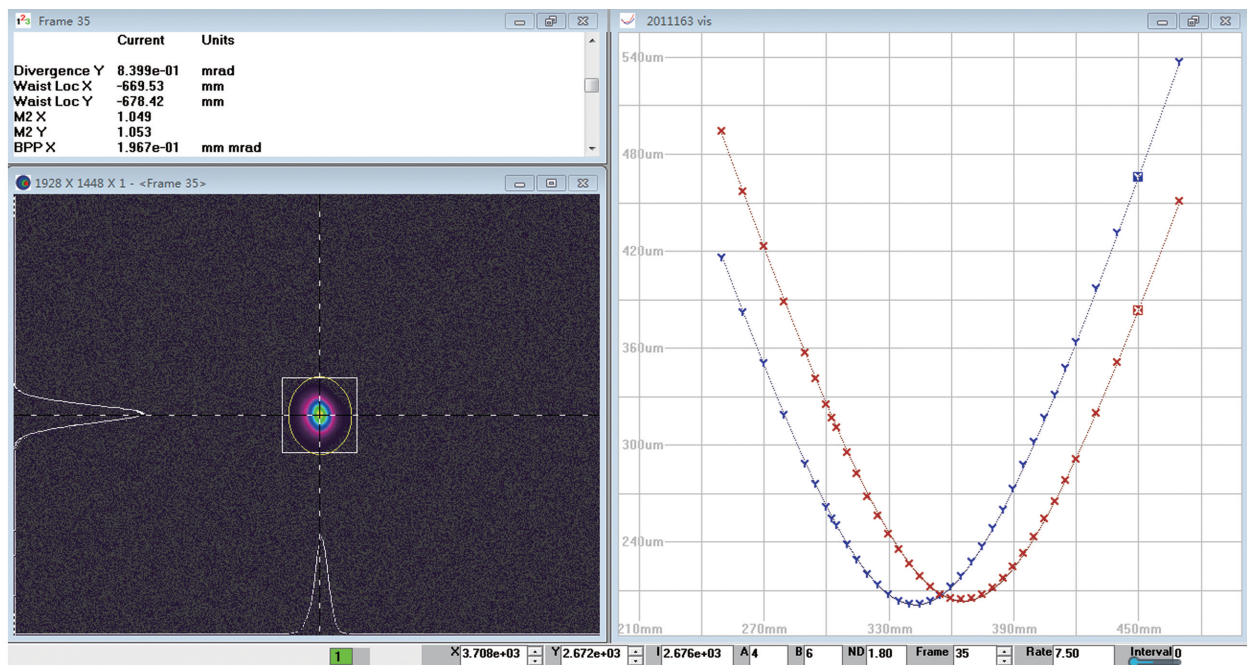 1²3 Frame 35
Current Units
Divergence Y 8.399e-01 mrad
Waist Loc X -669.53 mm
Waist Loc Y -678.42 mm
M2 X 1.049
M2 Y 1.053
BPP X 1.967e-01 mm mrad
1928 X 1448 X 1 - <Frame 35>
2011163 vis
540um
480um
420um
360um
300um
240um
210mm 270mm 330mm 390mm 450mm
1 X 3.708e+03 Y 2.672e+03 I 2.676e+03 A 4 B 6 ND 1.80 Frame 35 Rate 7.50 Interval 0